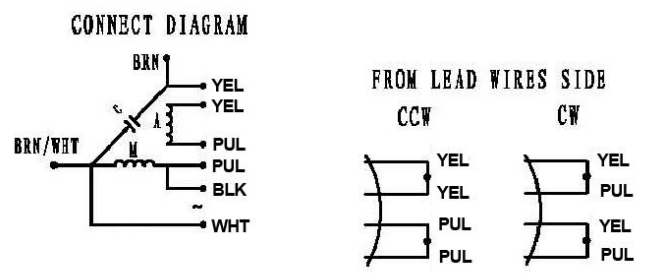 CONNECT DIAGRAM
BRN
YEL
YEL
C
A
PUL
BRN/WHT
M
PUL
BLK
~
WHT
FROM LEAD WIRES SIDE
CCW
YEL
YEL
PUL
PUL
CW
YEL
PUL
YEL
PUL